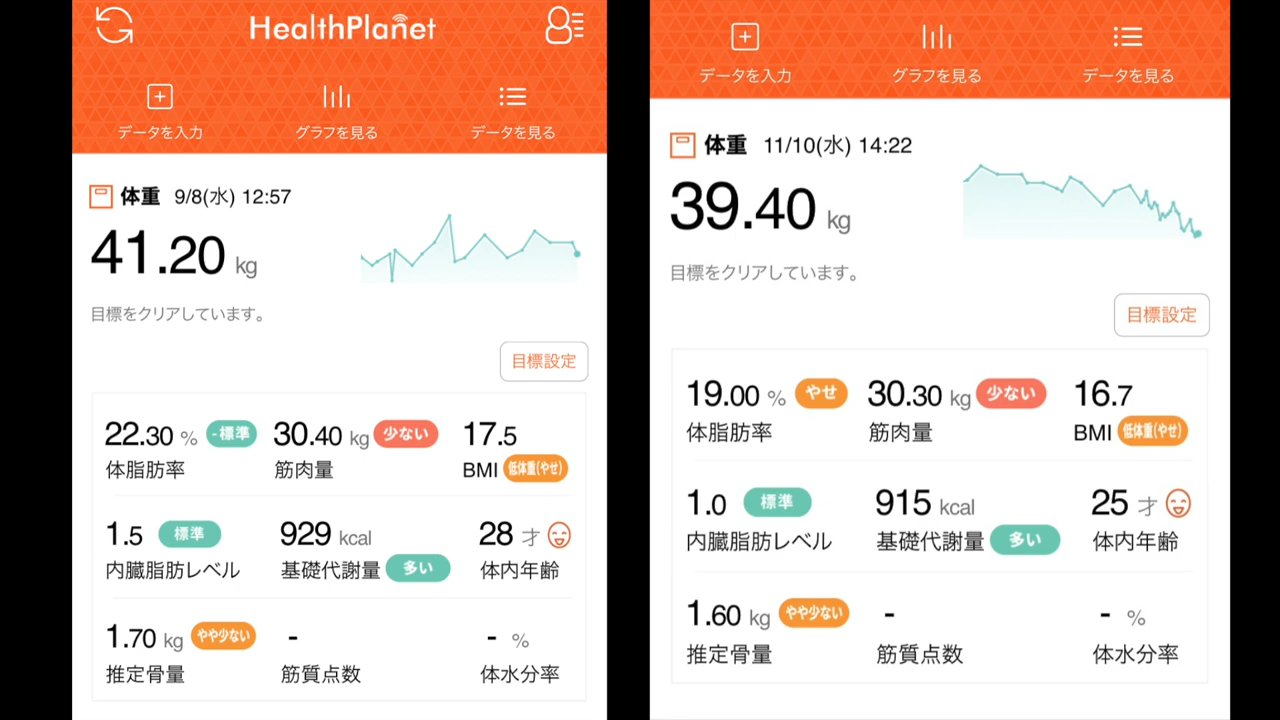 HealthPlanet
データを入力 グラフを見る データを見る
体重 9/8(水) 12:57
41.20 kg
目標をクリアしています。
目標設定
22.30 % -標準 30.40 kg 少ない 17.5
体脂肪率 筋肉量 BMI 低体重(やせ)
1.5 標準 929 kcal 28 才
内臓脂肪レベル 基礎代謝量 多い 体内年齢
1.70 kg やや少ない - - %
推定骨量 筋質点数 体水分率
データを入力 グラフを見る データを見る
体重 11/10(水) 14:22
39.40 kg
目標をクリアしています。
目標設定
19.00 % やせ 30.30 kg 少ない 16.7
体脂肪率 筋肉量 BMI 低体重(やせ)
1.0 標準 915 kcal 25 才
内臓脂肪レベル 基礎代謝量 多い 体内年齢
1.60 kg やや少ない - - %
推定骨量 筋質点数 体水分率